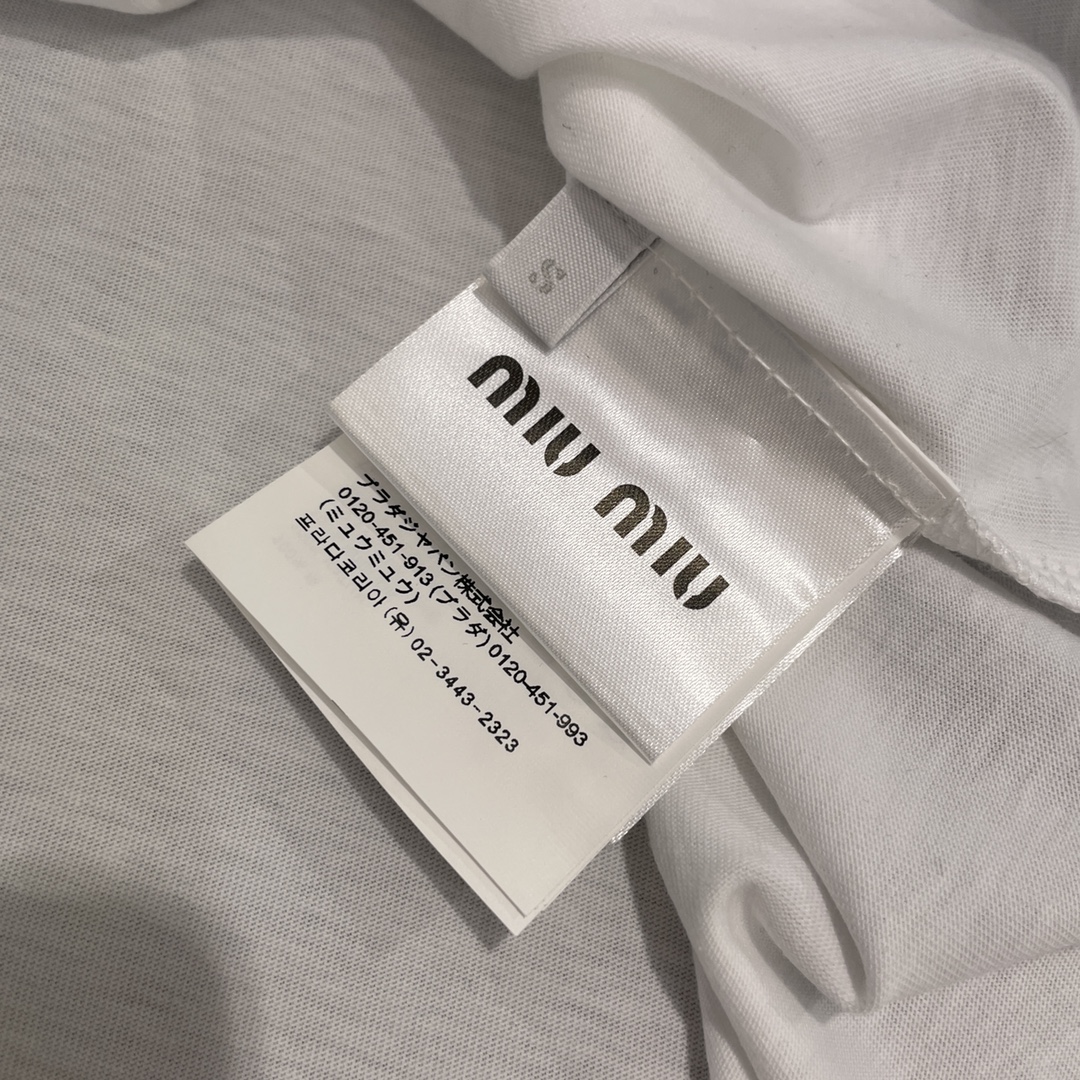 S
miu miu
プラダジャパン株式会社
0120-451-913(プラダ)0120-451-993
(ミュウミュウ)
프라다코리아(유)02-3443-2323